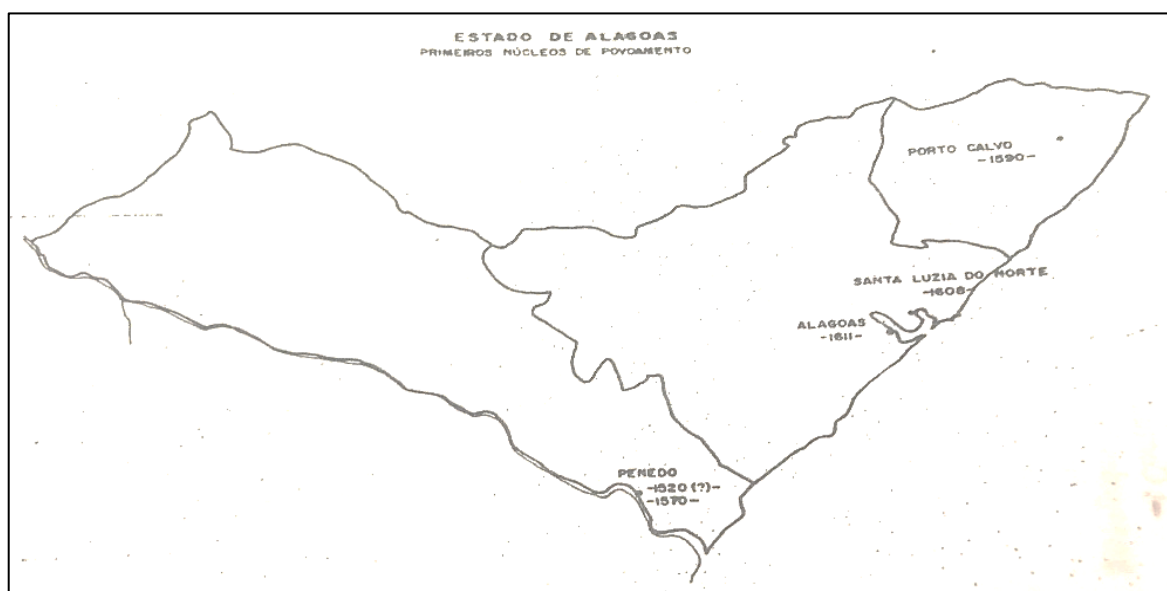 ESTADO DE ALAGOAS
PRIMEIROS NÚCLEOS DE POVOAMENTO
PORTO CALVO
-1590-
SANTA LUZIA DO NORTE
-1608-
ALAGOAS
-1611-
PENEDO
-1520(?)-
-1570-